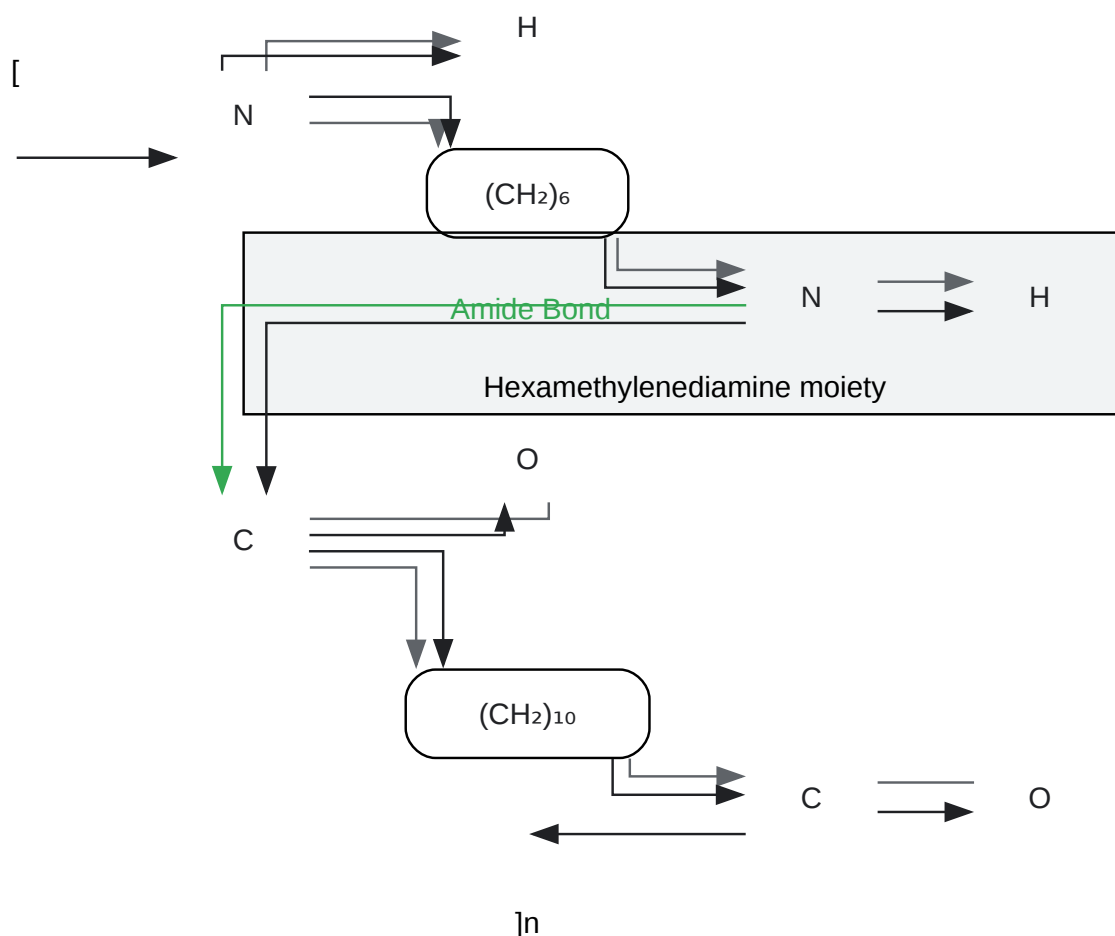 H
[
N
(CH₂)₆
N
H
Amide Bond
Hexamethylenediamine moiety
O
C
(CH₂)₁₀
C
O
]n